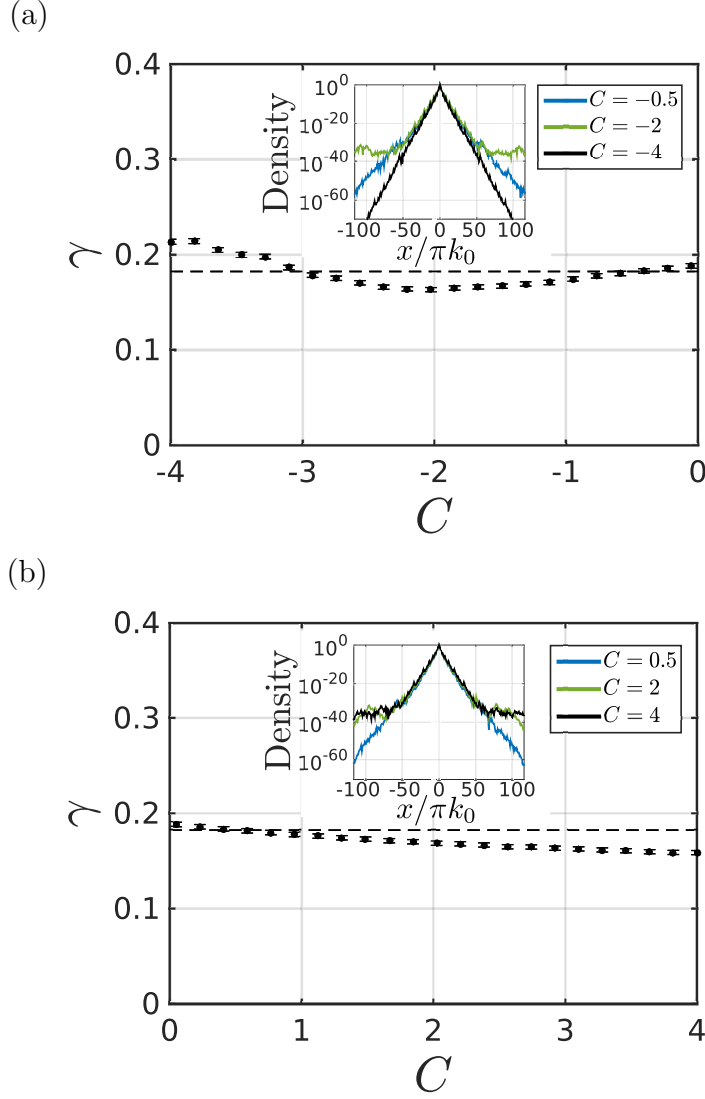 (a)
0.4
0.3
0.2
0.1
0
γ
-4 -3 -2 -1 0
C
Density
10^0
10^-20
10^-40
10^-60
-100 -50 0 50 100
x/πk₀
C = −0.5
C = −2
C = −4
(b)
0.4
0.3
0.2
0.1
0
γ
0 1 2 3 4
C
Density
10^0
10^-20
10^-40
10^-60
-100 -50 0 50 100
x/πk₀
C = 0.5
C = 2
C = 4